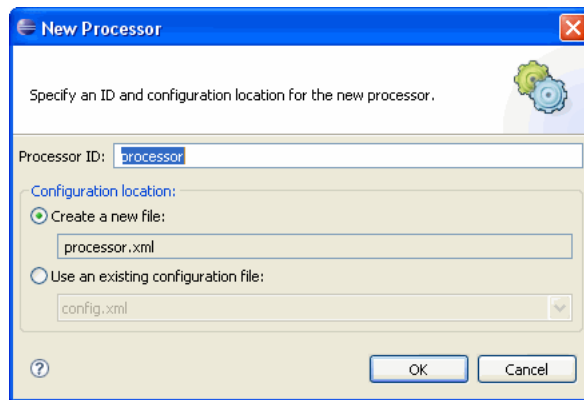 New Processor
Specify an ID and configuration location for the new processor.
Processor ID: processor
Configuration location:
Create a new file:
processor.xml
Use an existing configuration file:
config.xml
? OK Cancel